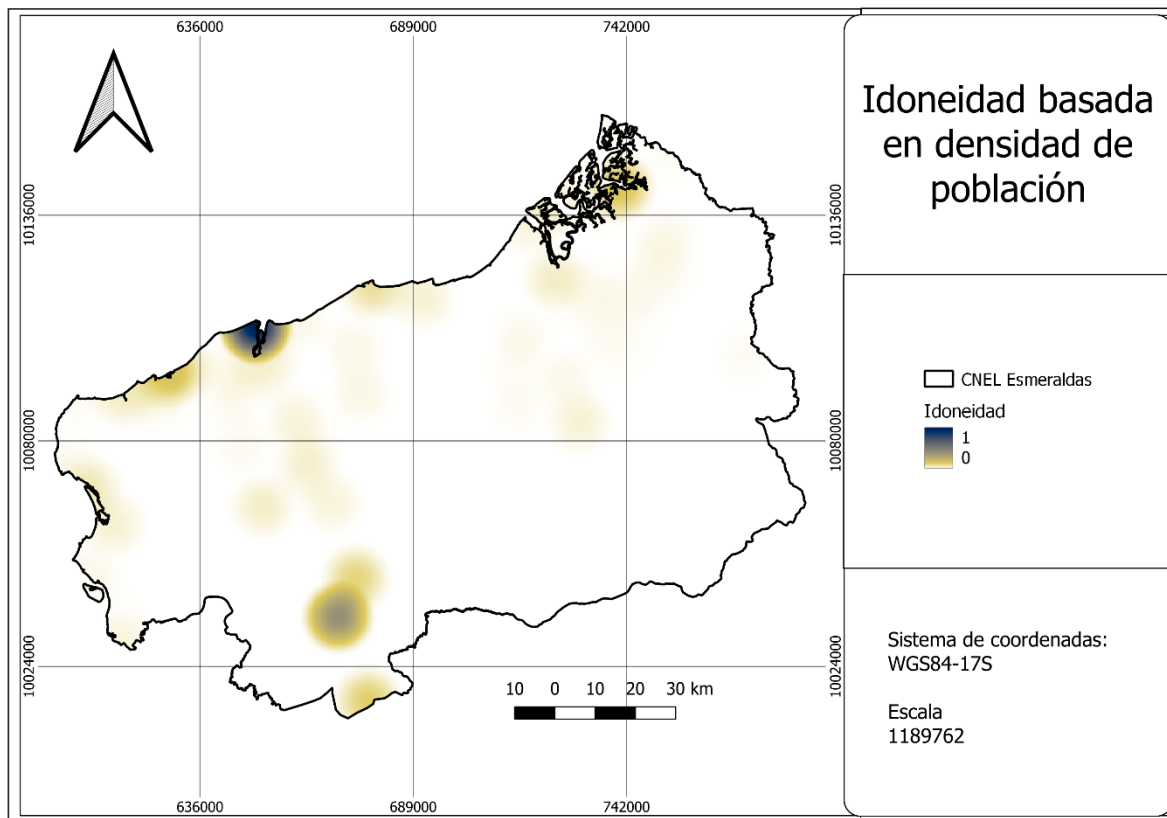 636000
689000
742000
10136000
10136000
10080000
10080000
10024000
10024000
10 0 10 20 30 km
636000
689000
742000
Idoneidad basada
en densidad de
población
CNEL Esmeraldas
Idoneidad
1
0
Sistema de coordenadas:
WGS84-17S
Escala
1189762